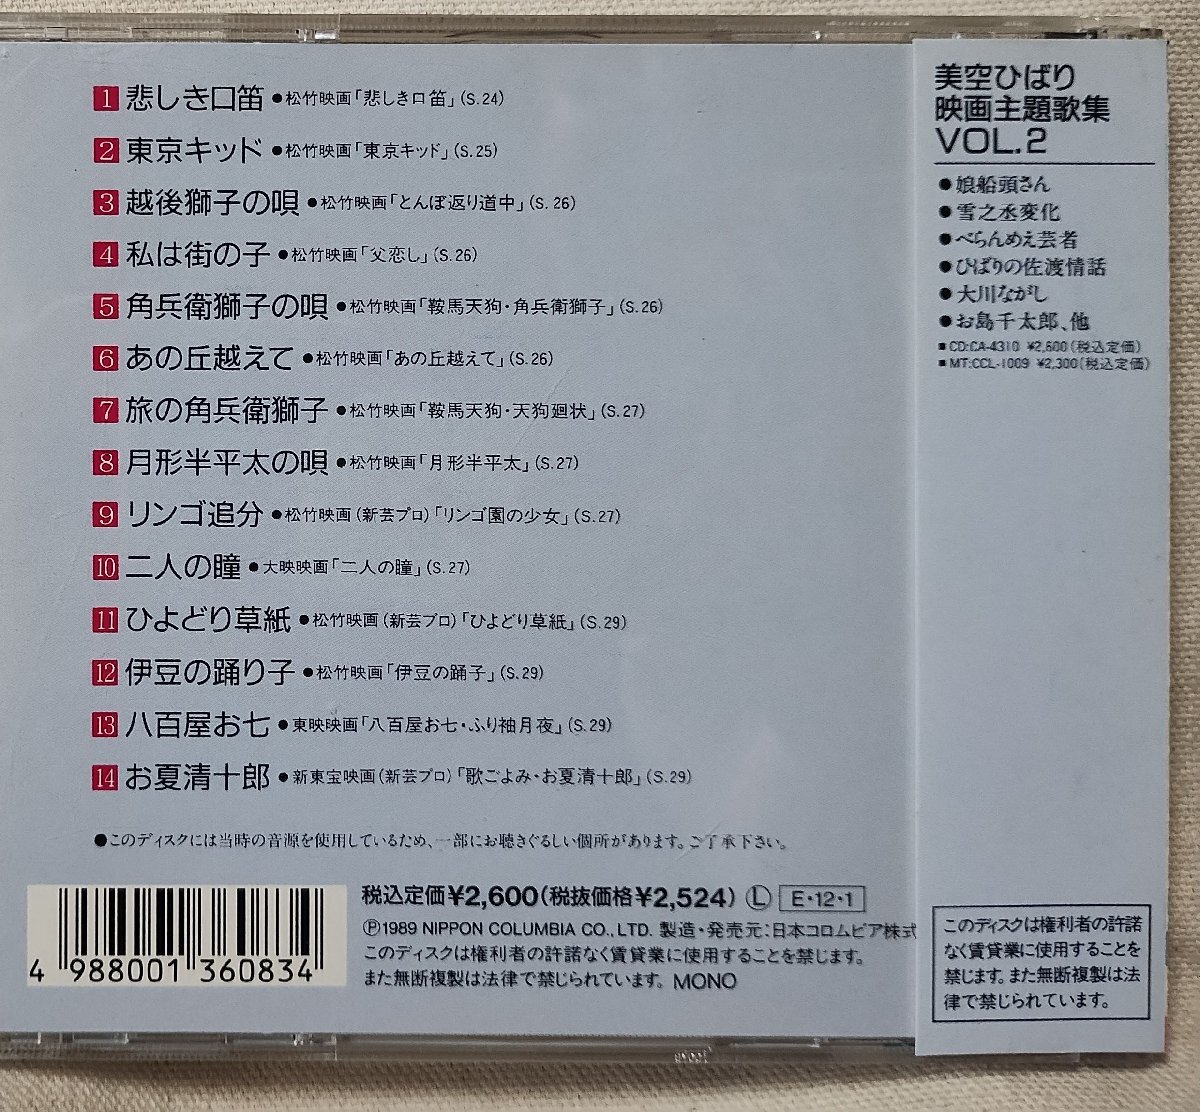 1 悲しき口笛 ●松竹映画「悲しき口笛」(S.24)
2 東京キッド ●松竹映画「東京キッド」(S.25)
3 越後獅子の唄 ●松竹映画「とんぼ返り道中」(S.26)
4 私は街の子 ●松竹映画「父恋し」(S.26)
5 角兵衛獅子の唄 ●松竹映画「鞍馬天狗・角兵衛獅子」(S.26)
6 あの丘越えて ●松竹映画「あの丘越えて」(S.26)
7 旅の角兵衛獅子 ●松竹映画「鞍馬天狗・天狗廻状」(S.27)
8 月形半平太の唄 ●松竹映画「月形半平太」(S.27)
9 リンゴ追分 ●松竹映画(新芸プロ)「リンゴ園の少女」(S.27)
10 二人の瞳 ●大映映画「二人の瞳」(S.27)
11 ひよどり草紙 ●松竹映画(新芸プロ)「ひよどり草紙」(S.29)
12 伊豆の踊り子 ●松竹映画「伊豆の踊子」(S.29)
13 八百屋お七 ●東映映画「八百屋お七・ふり袖月夜」(S.29)
14 お夏清十郎 ●新東宝映画(新芸プロ)「歌ごよみ・お夏清十郎」(S.29)
●このディスクには当時の音源を使用しているため、一部にお聴きぐるしい個所があります。ご了承下さい。
税込定価¥2,600(税抜価格¥2,524) Ⓛ E・12・1
Ⓟ1989 NIPPON COLUMBIA CO., LTD. 製造・発売元:日本コロムビア株式
このディスクは権利者の許諾なく賃貸業に使用することを禁じます。
また無断複製は法律で禁じられています。 MONO
4 988001 360834
美空ひばり
映画主題歌集
VOL.2
●娘船頭さん
●雪之丞変化
●べらんめえ芸者
●ひばりの佐渡情話
●大川ながし
●お島千太郎、他
■CD:CA-4310 ¥2,600(税込定価)
■MT:CCL-1009 ¥2,300(税込定価)
このディスクは権利者の許諾
なく賃貸業に使用することを
禁じます。また無断複製は法
律で禁じられています。